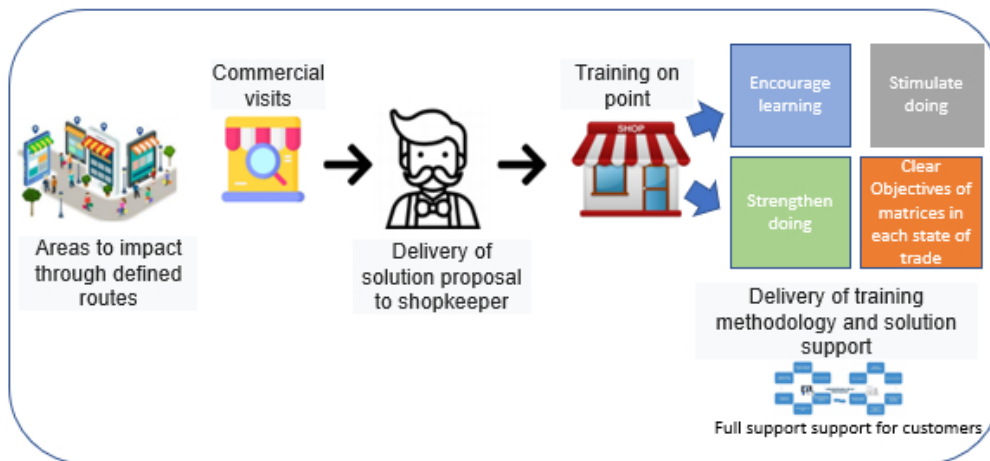 Areas to impact
through defined
routes
Commercial
visits
Delivery of
solution proposal
to shopkeeper
Training on
point
SHOP
Encourage
learning
Stimulate
doing
Strengthen
doing
Clear
Objectives of
matrices in
each state of
trade
Delivery of training
methodology and solution
support
Full support support for customers